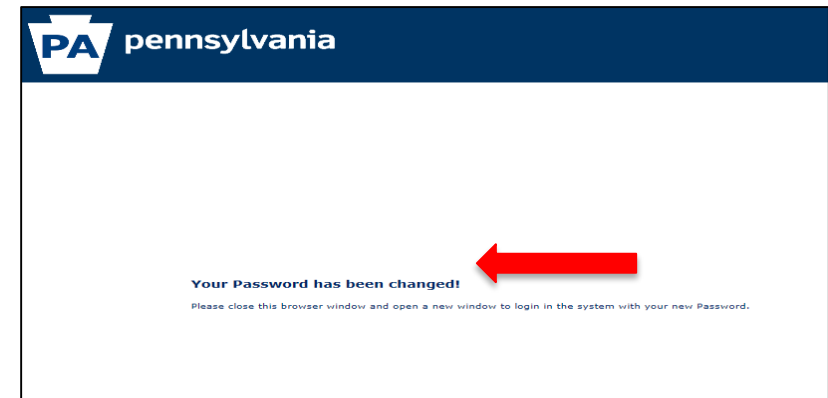 PA pennsylvania
Your Password has been changed!
Please close this browser window and open a new window to login in the system with your new Password.